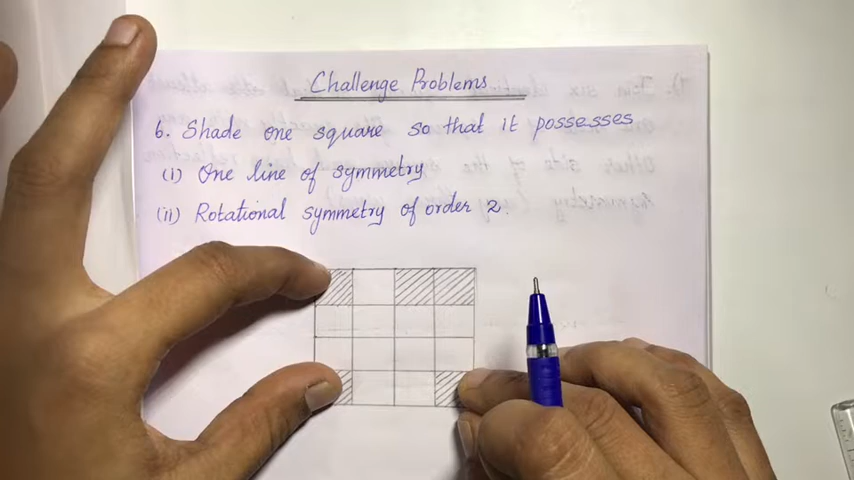 Challenge Problems
6. Shade one square so that it possesses
(i) One line of symmetry
(ii) Rotational symmetry of order 2.